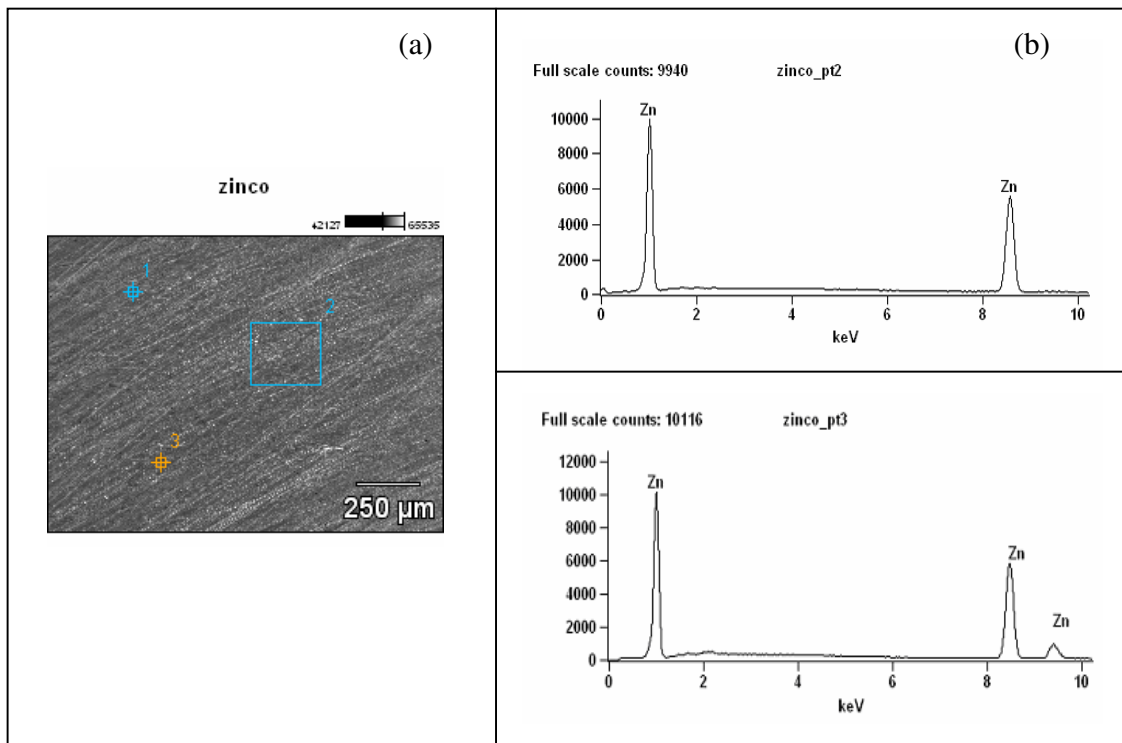 (a)
zinco
42127 65535
1
2
3
250 µm
(b)
Full scale counts: 9940 zinco_pt2
Zn
Zn
10000
8000
6000
4000
2000
0
0 2 4 6 8 10
keV
Full scale counts: 10116 zinco_pt3
Zn
Zn
Zn
12000
10000
8000
6000
4000
2000
0
0 2 4 6 8 10
keV